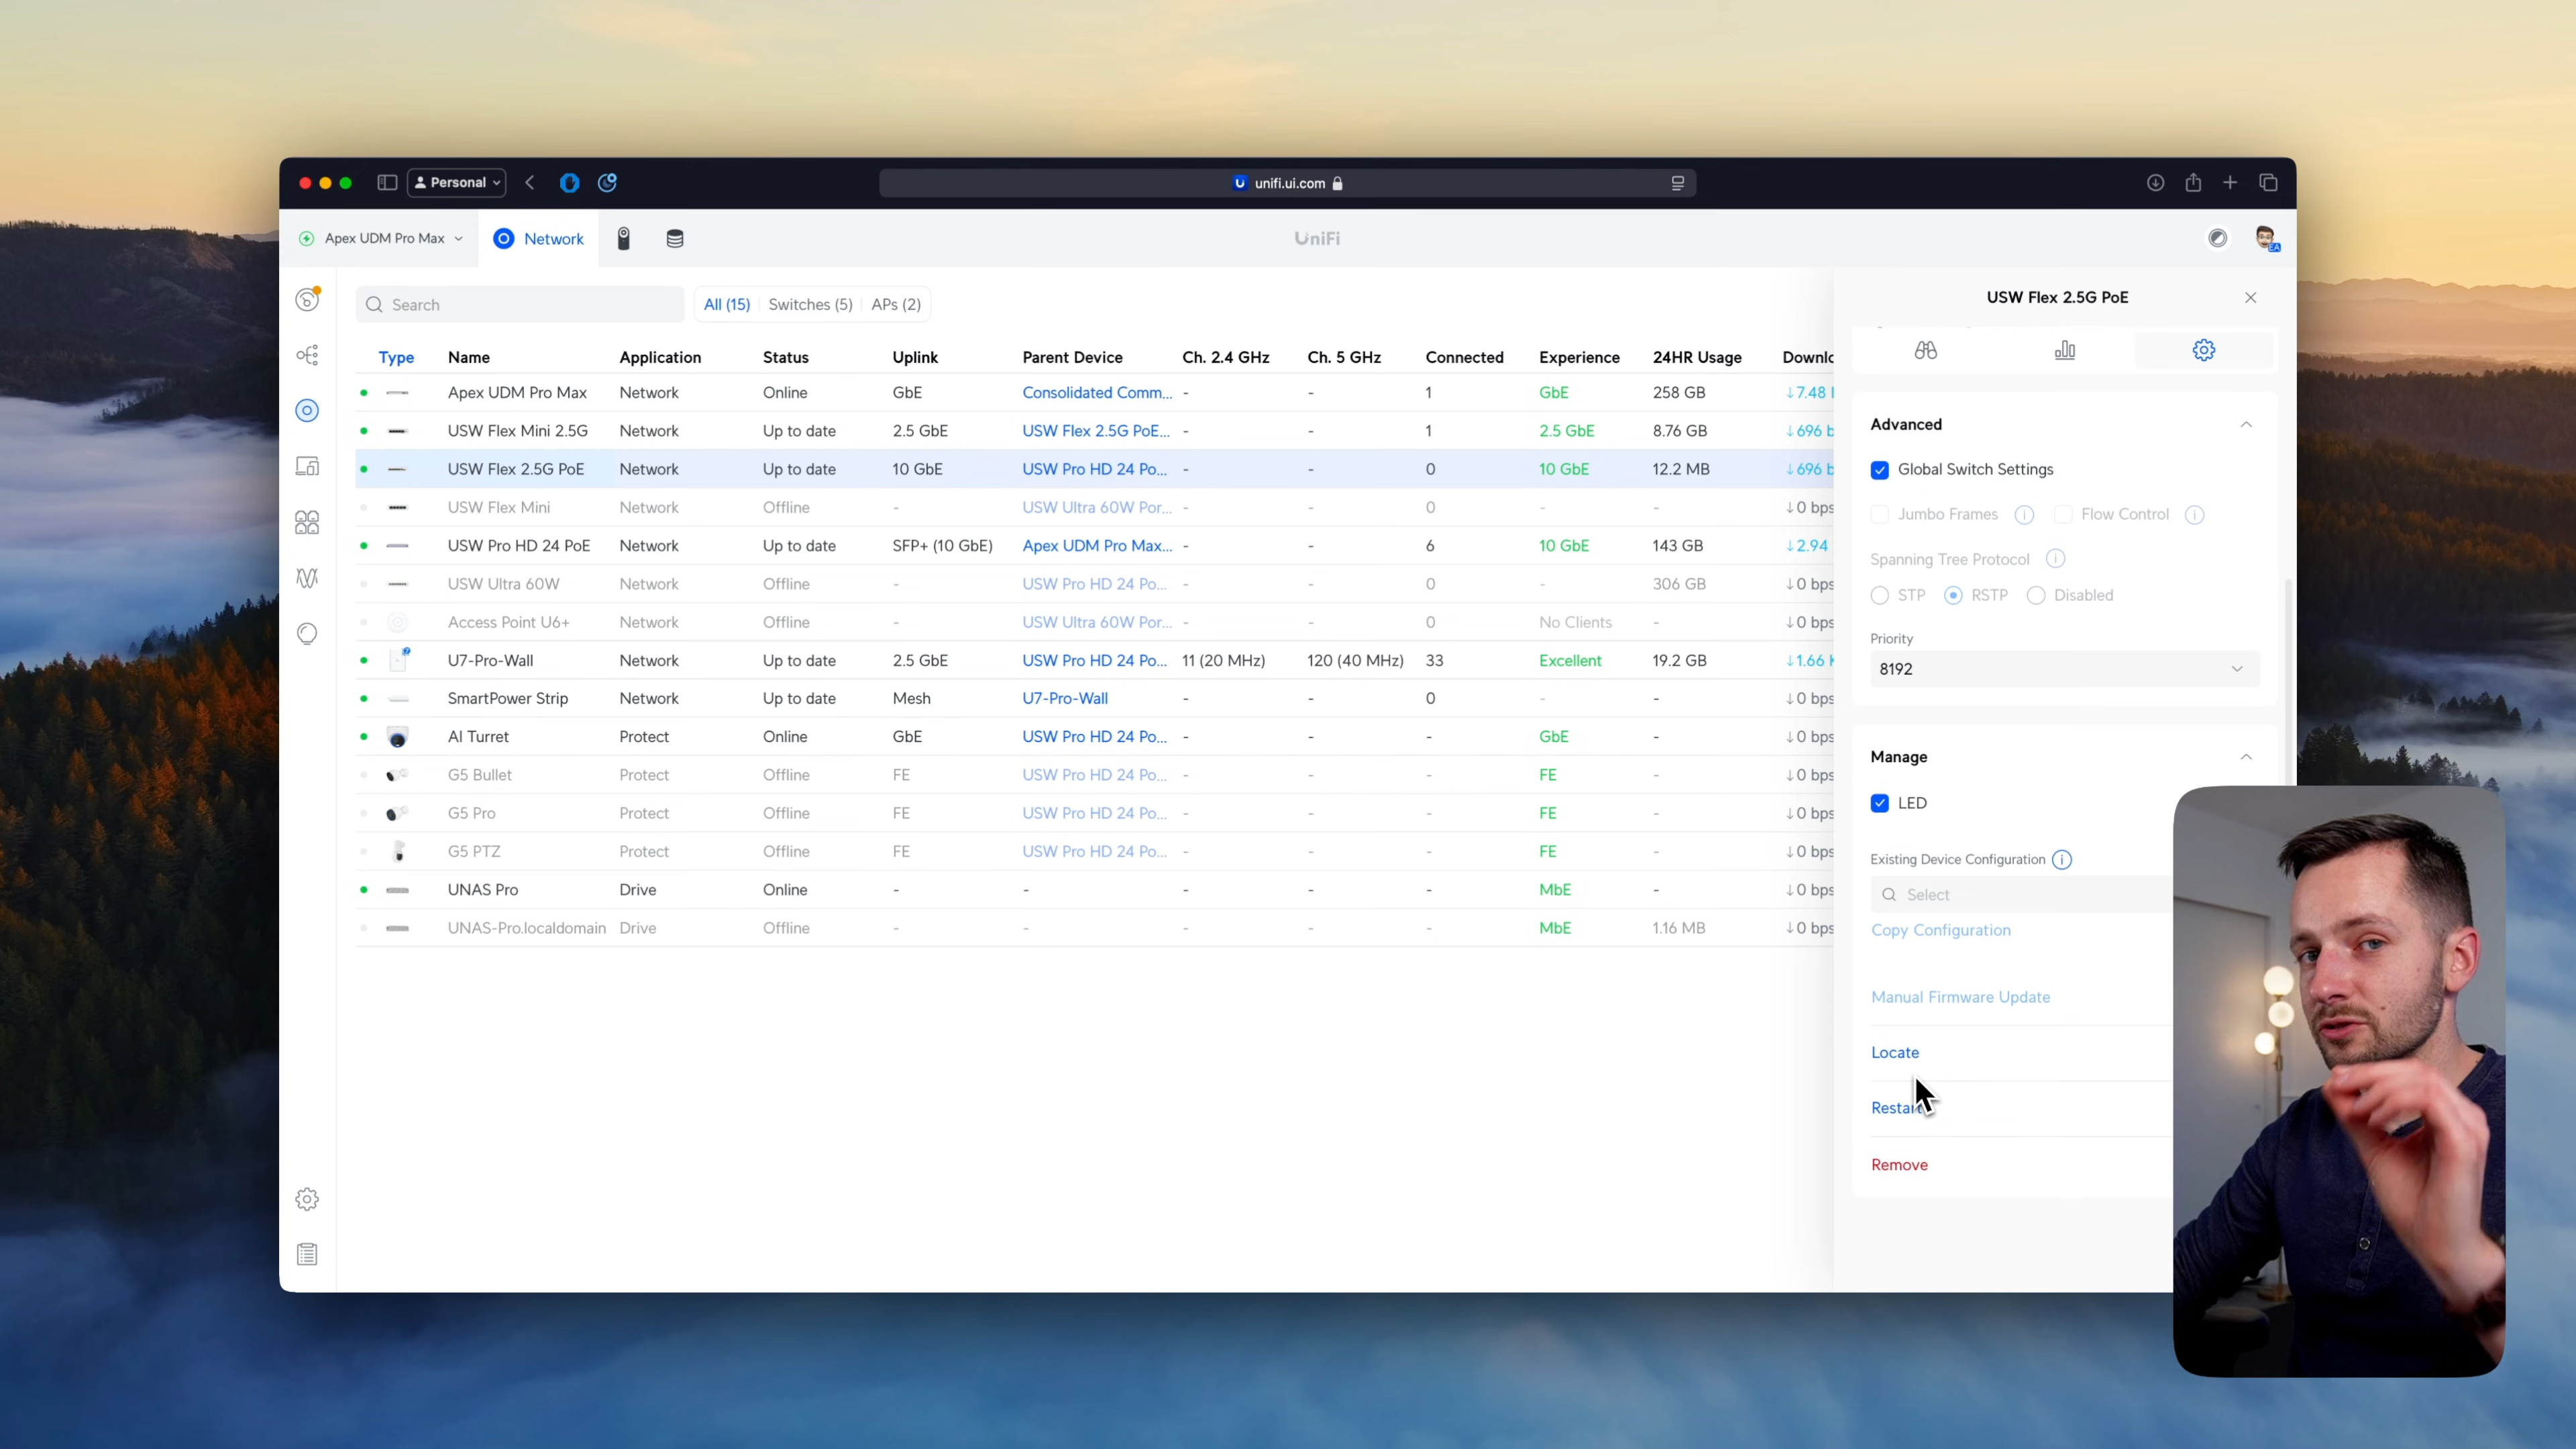 Personal
unifi.ui.com
Apex UDM Pro Max
Network
UniFi
EA
Search
All (15)
Switches (5)
APs (2)
Type Name Application Status Uplink Parent Device Ch. 2.4 GHz Ch. 5 GHz Connected Experience 24HR Usage Downlc
Apex UDM Pro Max Network Online GbE Consolidated Comm... - - 1 GbE 258 GB ↓7.48
USW Flex Mini 2.5G Network Up to date 2.5 GbE USW Flex 2.5G PoE... - - 1 2.5 GbE 8.76 GB ↓696 b
USW Flex 2.5G PoE Network Up to date 10 GbE USW Pro HD 24 Po... - - 0 10 GbE 12.2 MB ↓696 b
USW Flex Mini Network Offline - USW Ultra 60W Por... - - 0 - - ↓0 bps
USW Pro HD 24 PoE Network Up to date SFP+ (10 GbE) Apex UDM Pro Max... - - 6 10 GbE 143 GB ↓2.94
USW Ultra 60W Network Offline - USW Pro HD 24 Po... - - 0 - 306 GB ↓0 bps
Access Point U6+ Network Offline - USW Ultra 60W Por... - - 0 No Clients - ↓0 bps
U7-Pro-Wall Network Up to date 2.5 GbE USW Pro HD 24 Po... 11 (20 MHz) 120 (40 MHz) 33 Excellent 19.2 GB ↓1.66 K
SmartPower Strip Network Up to date Mesh U7-Pro-Wall - - 0 - - ↓0 bps
AI Turret Protect Online GbE USW Pro HD 24 Po... - - - GbE - ↓0 bps
G5 Bullet Protect Offline FE USW Pro HD 24 Po... - - - FE - ↓0 bps
G5 Pro Protect Offline FE USW Pro HD 24 Po... - - - FE - ↓0 bps
G5 PTZ Protect Offline FE USW Pro HD 24 Po... - - - FE - ↓0 bps
UNAS Pro Drive Online - - - - - MbE - ↓0 bps
UNAS-Pro.localdomain Drive Offline - - - - - MbE 1.16 MB ↓0 bps
USW Flex 2.5G PoE
Advanced
Global Switch Settings
Jumbo Frames Flow Control
Spanning Tree Protocol
STP RSTP Disabled
Priority
8192
Manage
LED
Existing Device Configuration
Select
Copy Configuration
Manual Firmware Update
Locate
Restart
Remove